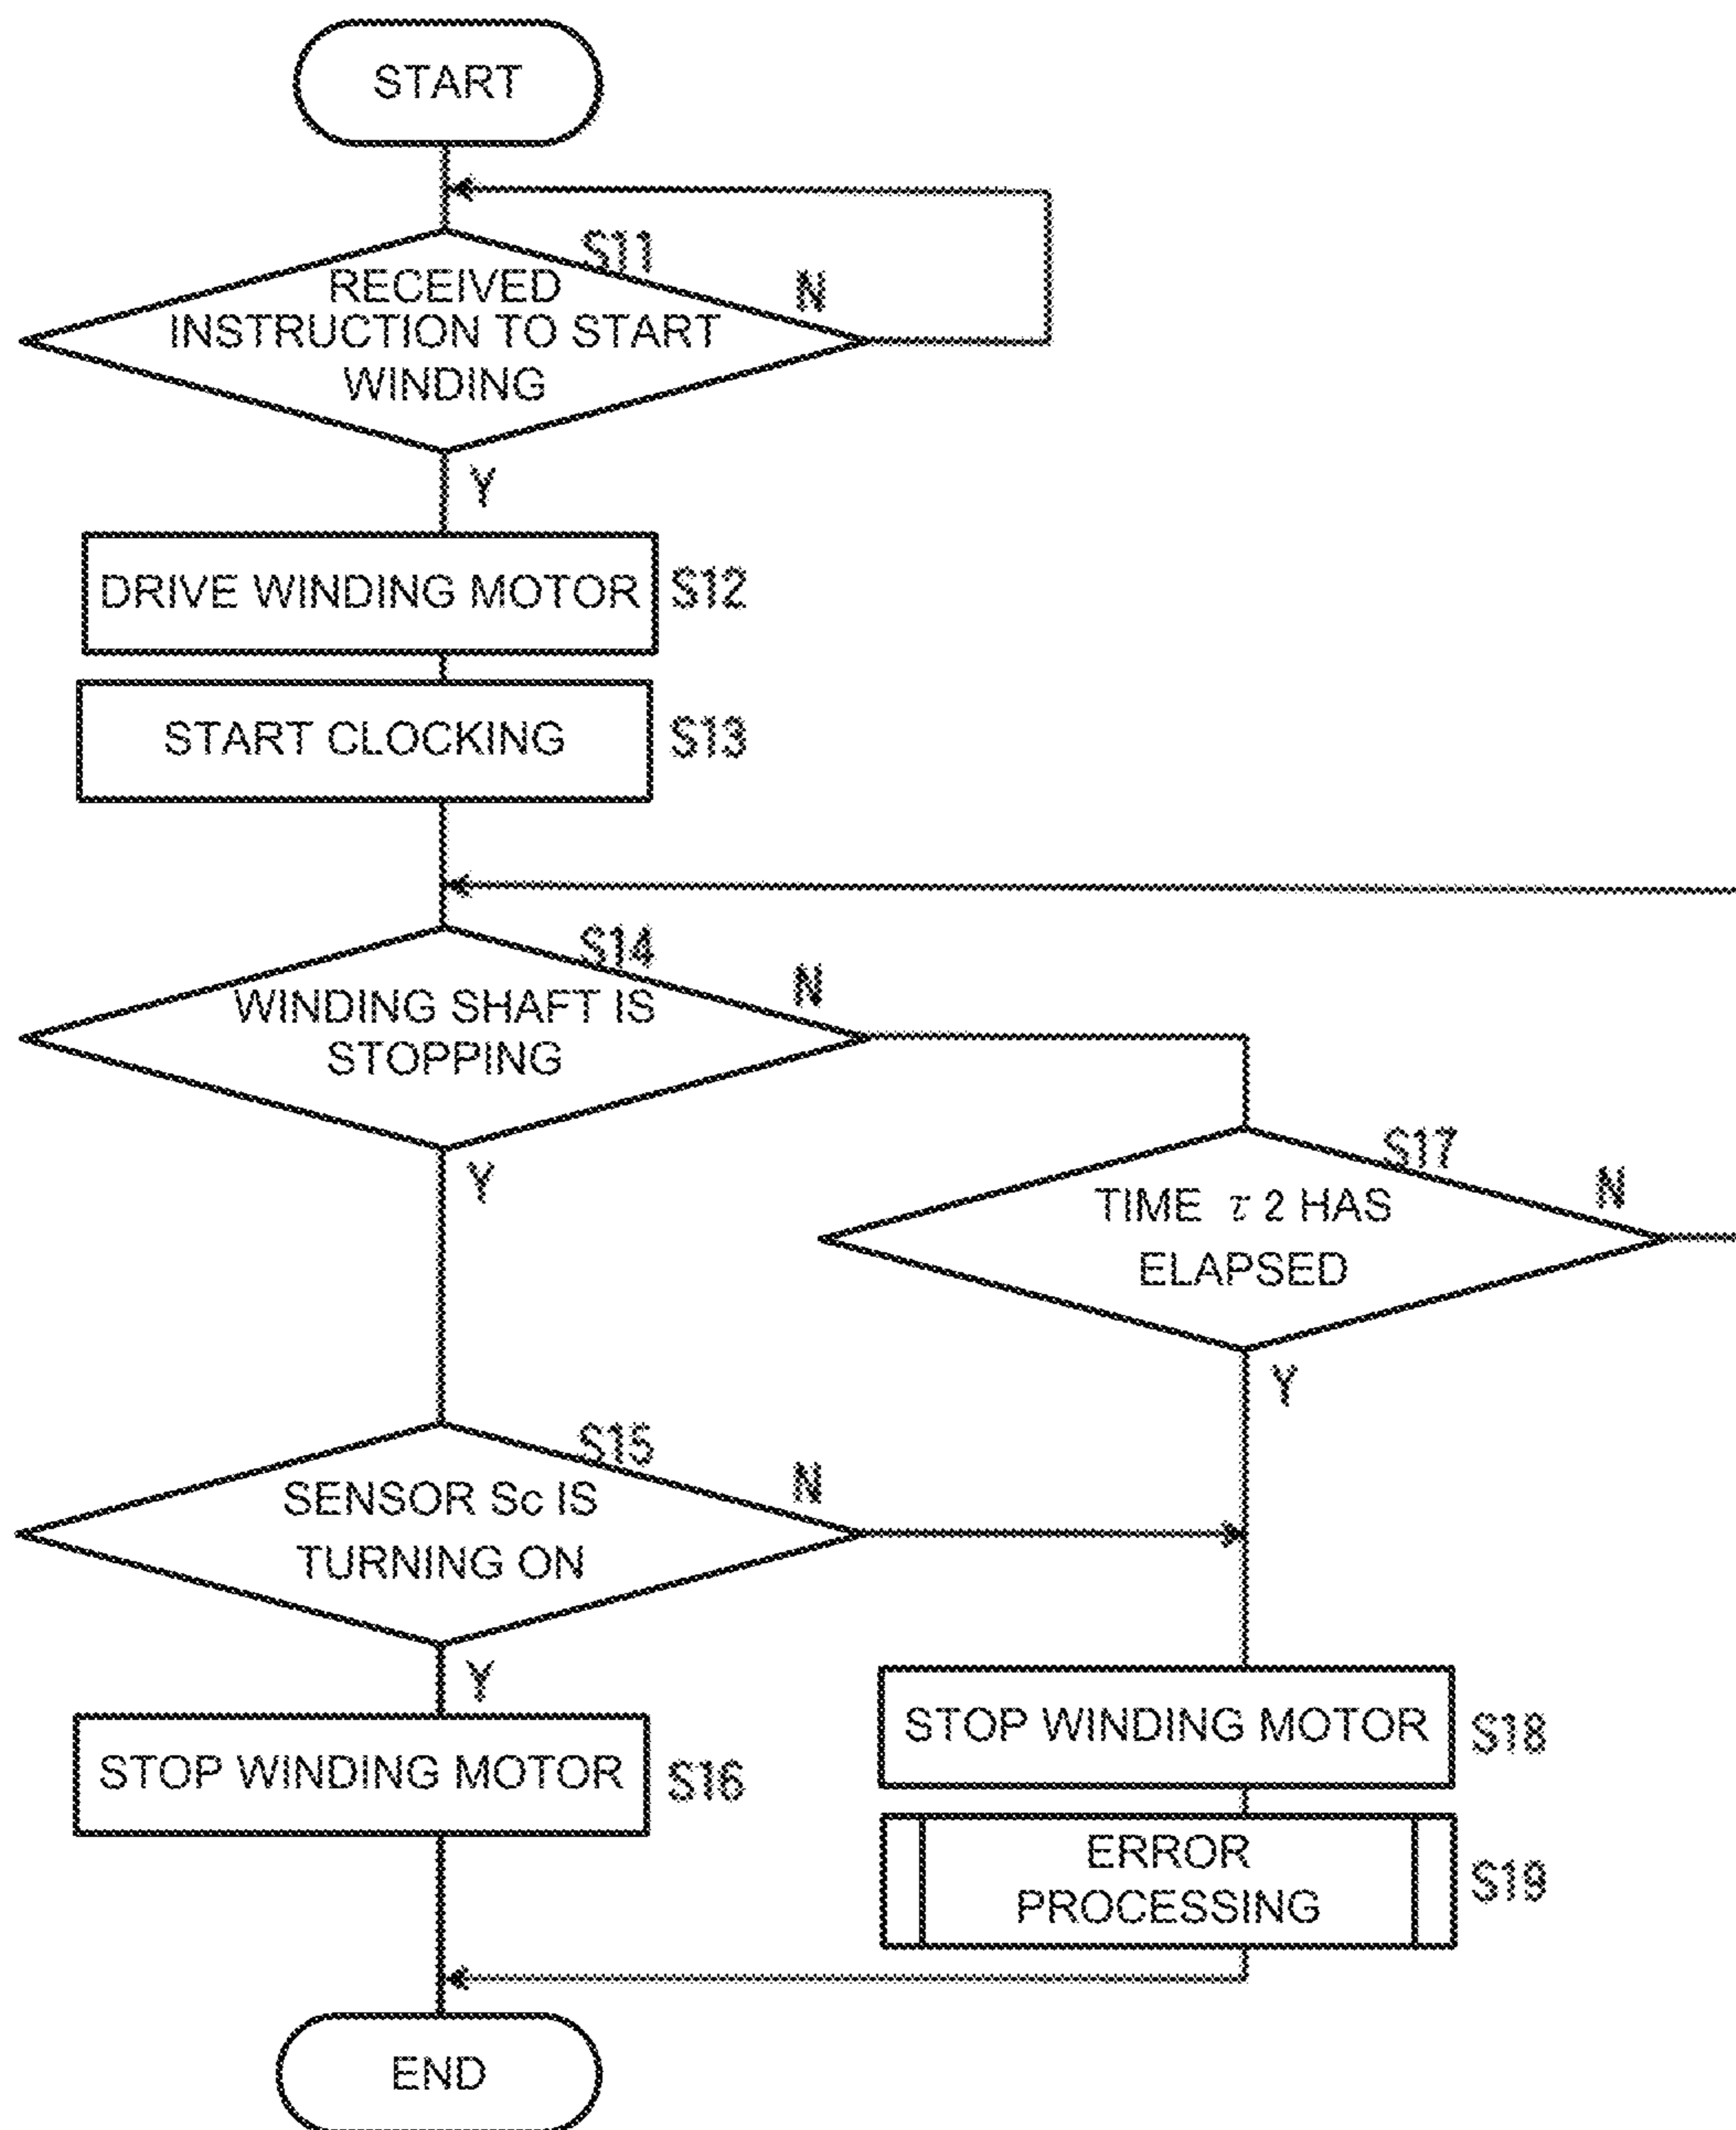 START
S11
N
RECEIVED
INSTRUCTION TO START
WINDING
Y
DRIVE WINDING MOTOR
S12
START CLOCKING
S13
S14
N
WINDING SHAFT IS
STOPPING
Y
S17
N
TIME τ 2 HAS
ELAPSED
Y
S15
N
SENSOR Sc IS
TURNING ON
Y
STOP WINDING MOTOR
S16
STOP WINDING MOTOR
S18
ERROR
PROCESSING
S19
END